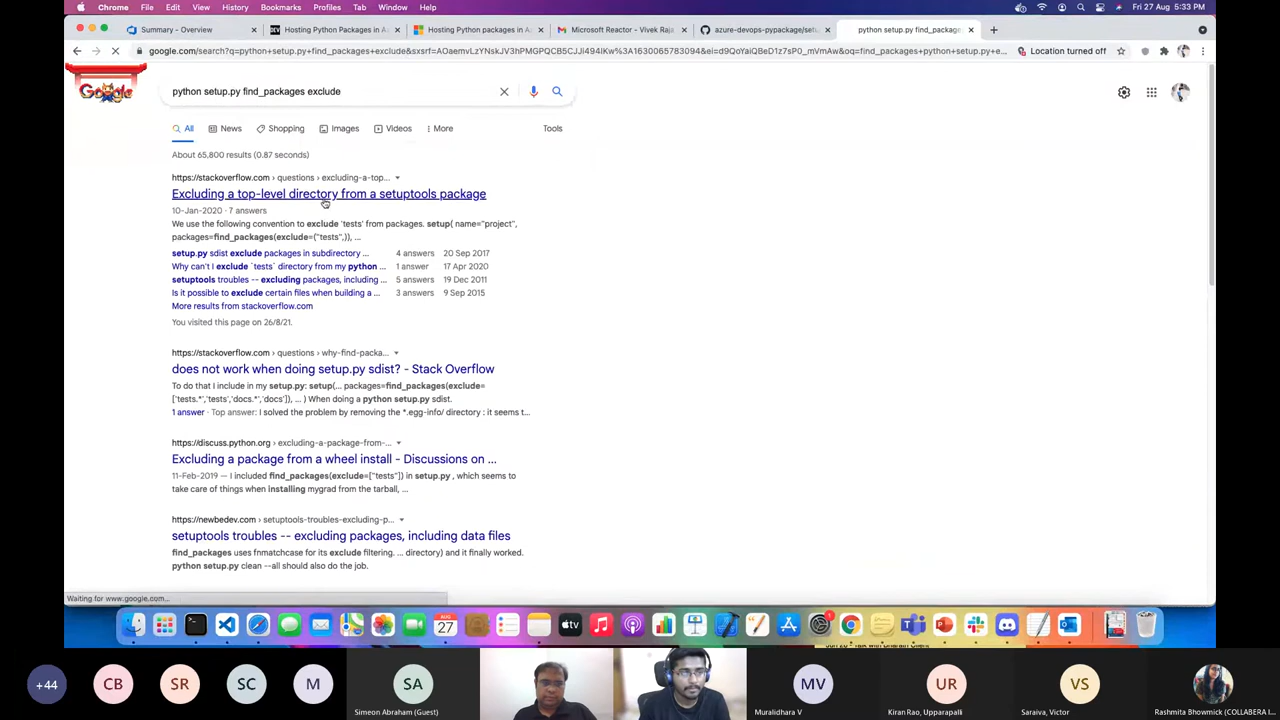 Chrome File Edit View History Bookmarks Profiles Tab Window Help
Fri 27 Aug 5:33 PM
Summary - Overview
Hosting Python Packages in A
Hosting Python packages in A
Microsoft Reactor - Vivek Raja
azure-devops-pypackage/setu
python setup.py find_package
google.com/search?q=python+setup.py+find_packages+exclude&sxsrf=
Location turned off
python setup.py find_packages exclude
All News Shopping Images Videos More Tools
About 65,800 results (0.87 seconds)
https://stackoverflow.com › questions › excluding-a-top...
Excluding a top-level directory from a setuptools package
10-Jan-2020 · 7 answers
We use the following convention to exclude 'tests' from packages. setup( name="project",
packages=find_packages(exclude=("tests",)), ...
setup.py sdist exclude packages in subdirectory ... 4 answers 20 Sep 2017
Why can't I exclude `tests` directory from my python ... 1 answer 17 Apr 2020
setuptools troubles -- excluding packages, including ... 5 answers 19 Dec 2011
Is it possible to exclude certain files when building a ... 3 answers 9 Sep 2015
More results from stackoverflow.com
You visited this page on 26/8/21.
https://stackoverflow.com › questions › why-find-packa...
does not work when doing setup.py sdist? - Stack Overflow
To do that I include in my setup.py: setup(... packages=find_packages(exclude=
['tests.*','tests','docs.*','docs']), ... ) When doing a python setup.py sdist.
1 answer · Top answer: I solved the problem by removing the *.egg-info/ directory : it seems t...
https://discuss.python.org › excluding-a-package-from-...
Excluding a package from a wheel install - Discussions on ...
11-Feb-2019 — I included find_packages(exclude=["tests"]) in setup.py , which seems to
take care of things when installing mygrad from the tarball, ...
https://newbedev.com › setuptools-troubles-excluding-p...
setuptools troubles -- excluding packages, including data files
find_packages uses fnmatchcase for its exclude filtering. ... directory) and it finally worked.
python setup.py clean --all should also do the job.
Waiting for www.google.com...
AUG
27
tv
+44 CB SR SC M SA MV UR VS
Simeon Abraham (Guest) Muralidhara V Kiran Rao, Upparapalli Saraiva, Victor Rashmita Bhowmick (COLLABERA I...